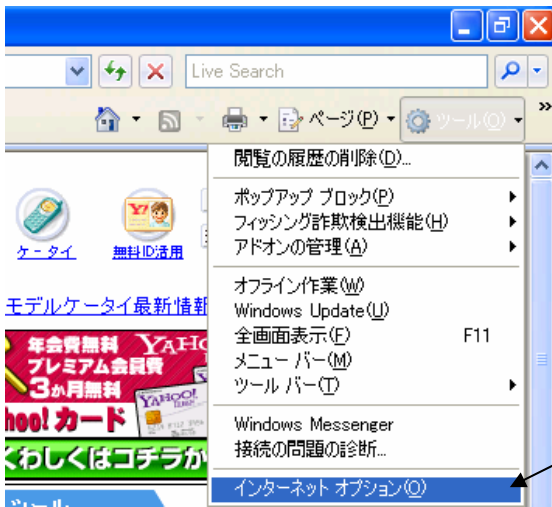 Live Search
ページ(P)
ツール(O)
閲覧の履歴の削除(D)...
ポップアップ ブロック(P)
フィッシング詐欺検出機能(H)
アドオンの管理(A)
オフライン作業(W)
Windows Update(U)
全画面表示(F) F11
メニュー バー(M)
ツール バー(T)
Windows Messenger
接続の問題の診断...
インターネット オプション(O)
ケータイ
無料ID活用
モデルケータイ最新情報
年会費無料 YAHO
プレミアム会員費
3か月無料
YAHOO!
hoo! カード
くわしくはコチラか